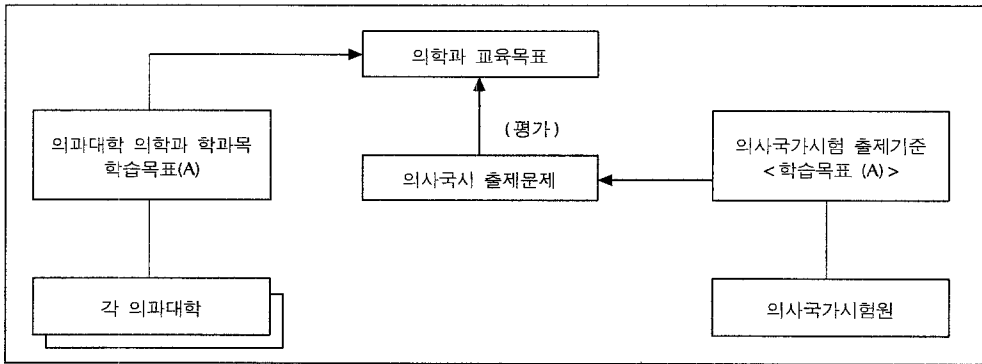 의학과 교육목표
의과대학 의학과 학과목
학습목표(A)
(평가)
의사국가시험 출제기준
<학습목표 (A)>
의사국시 출제문제
각 의과대학
의사국가시험원